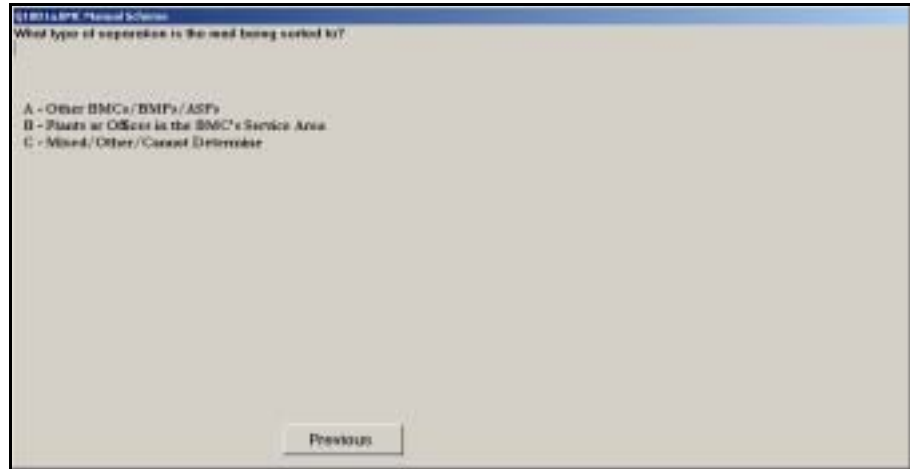 Manual Scheme
What type of separation is the mail being sorted to?
A - Other BMCs/BMFs/ASFs
B - Plants or Offices in the BMC's Service Area
C - Mixed/Other/Cannot Determine
Previous